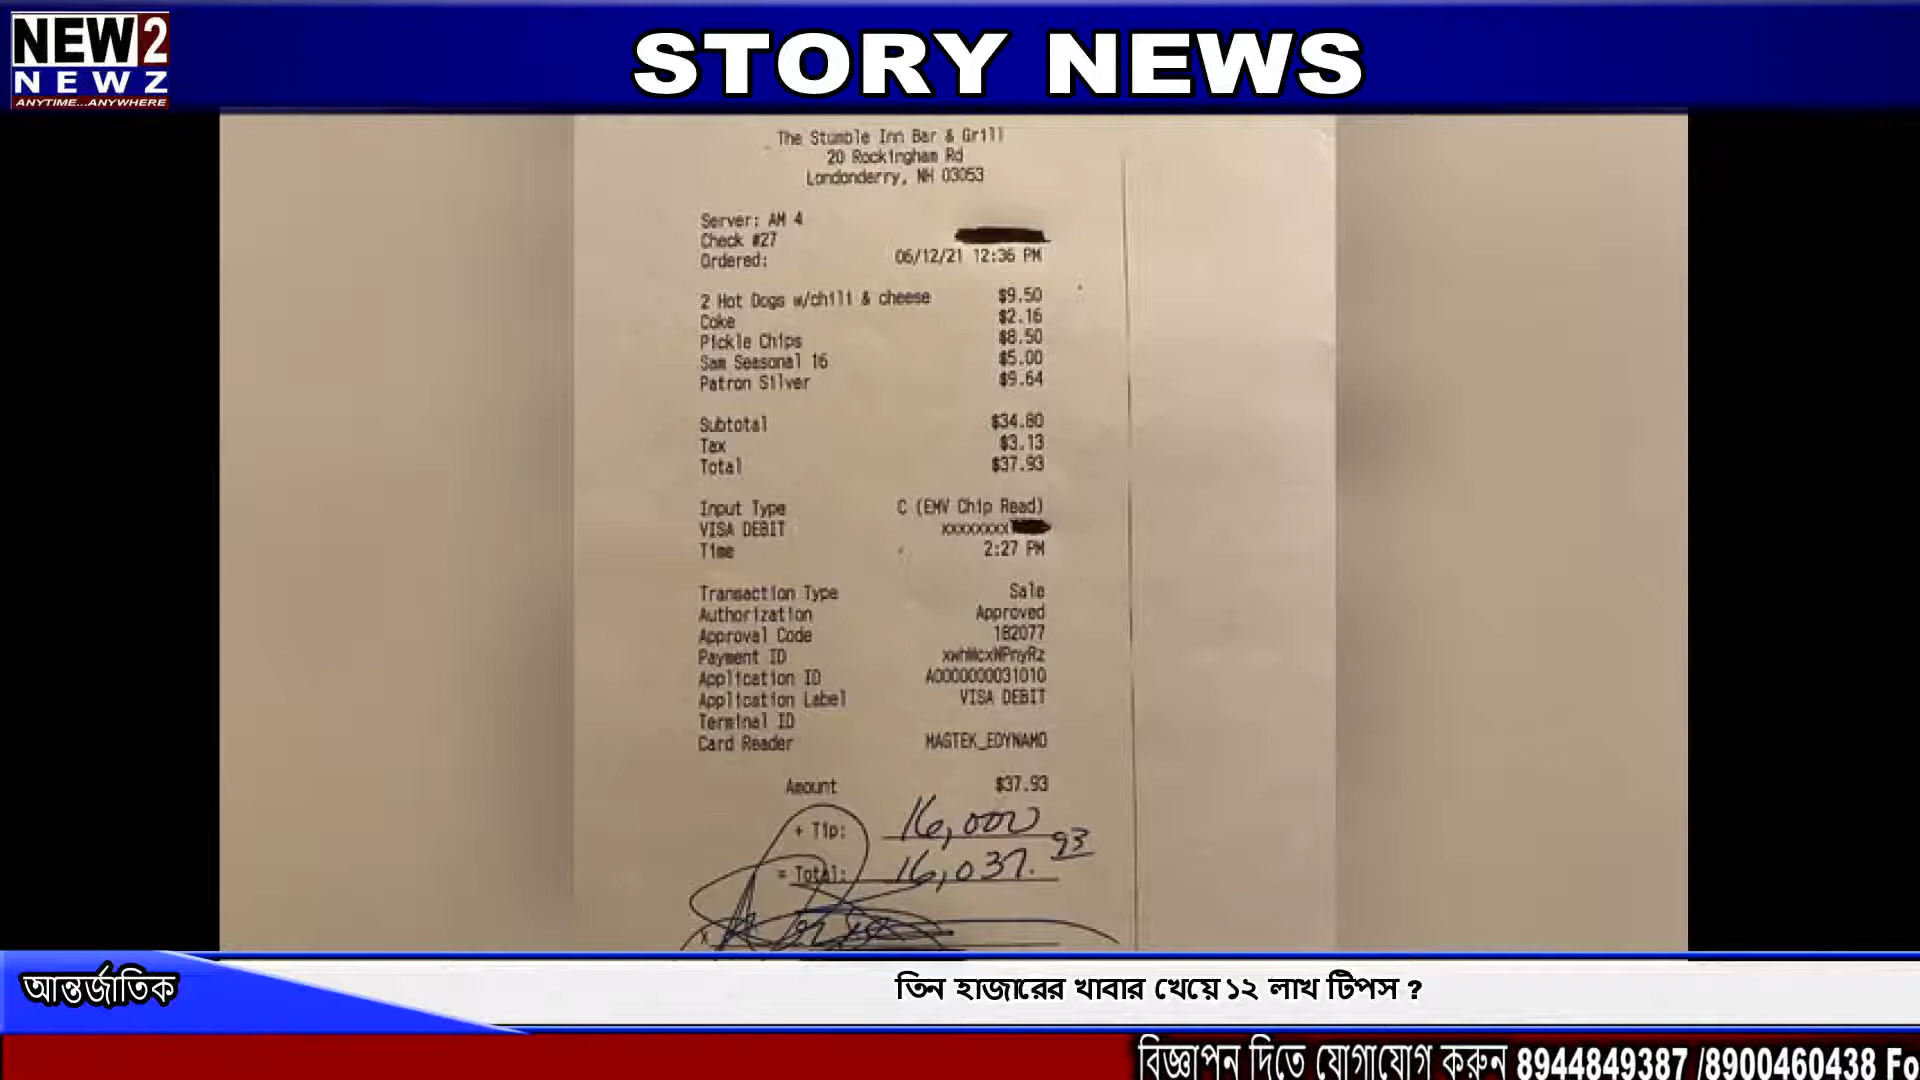 NEW2
NEWZ
ANYTIME...ANYWHERE
STORY NEWS
The Stumble Inn Bar & Grill
20 Rockingham Rd
Londonderry, NH 03053
Server: AM 4
Check #27
Ordered: 06/12/21 12:36 PM
2 Hot Dogs w/chili & cheese $9.50
Coke $2.16
Pickle Chips $8.50
Sam Seasonal 16 $5.00
Patron Silver $9.64
Subtotal $34.80
Tax $3.13
Total $37.93
Input Type C (EMV Chip Read)
VISA DEBIT xxxxxxxx
Time 2:27 PM
Transaction Type Sale
Authorization Approved
Approval Code 182077
Payment ID
Application ID A0000000031010
Application Label VISA DEBIT
Terminal ID
Card Reader MAGTEK_EDYNAMO
Amount $37.93
+ Tip: 16,000
= Total: 16,037.93
x
আন্তর্জাতিক
তিন হাজারের খাবার খেয়ে ১২ লাখ টিপস ?
বিজ্ঞাপন দিতে যোগাযোগ করুন 8944849387 /8900460438 Fo